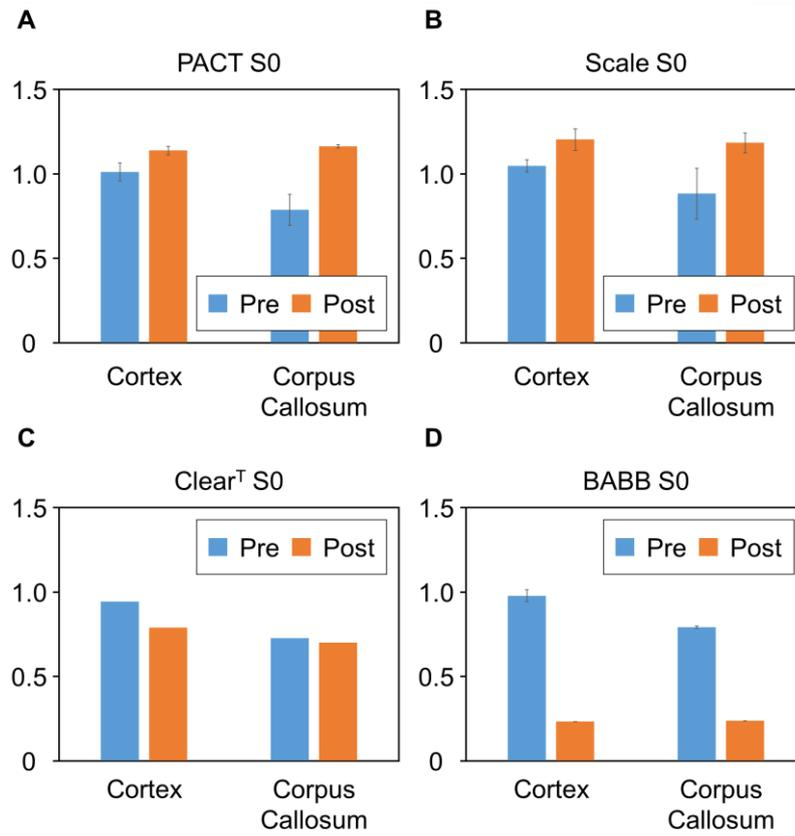 A
PACT S0
1.5
1.0
0.5
0
Pre Post
Cortex
Corpus
Callosum
B
Scale S0
1.5
1.0
0.5
0
Pre Post
Cortex
Corpus
Callosum
C
Clearᵀ S0
1.5
1.0
0.5
0
Pre Post
Cortex
Corpus
Callosum
D
BABB S0
1.5
1.0
0.5
0
Pre Post
Cortex
Corpus
Callosum